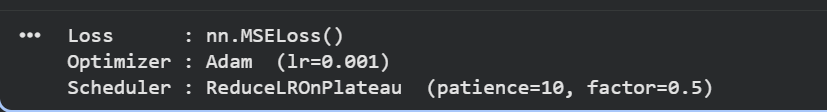 Loss      : nn.MSELoss()
Optimizer : Adam  (lr=0.001)
Scheduler : ReduceLROnPlateau  (patience=10, factor=0.5)